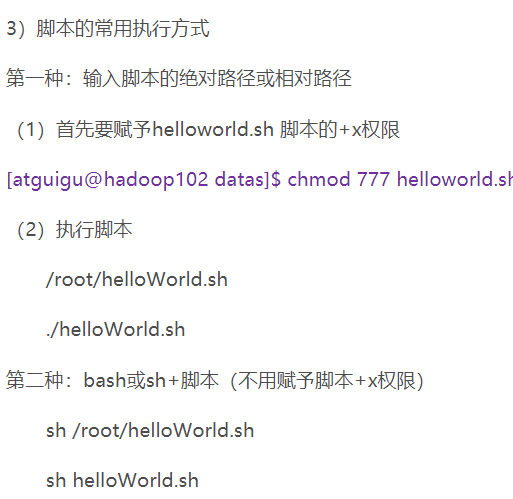 3）脚本的常用执行方式
第一种：输入脚本的绝对路径或相对路径
（1）首先要赋予helloworld.sh 脚本的+x权限
[atguigu@hadoop102 datas]$ chmod 777 helloworld.sh
（2）执行脚本
/root/helloWorld.sh
./helloWorld.sh
第二种：bash或sh+脚本（不用赋予脚本+x权限）
sh /root/helloWorld.sh
sh helloWorld.sh